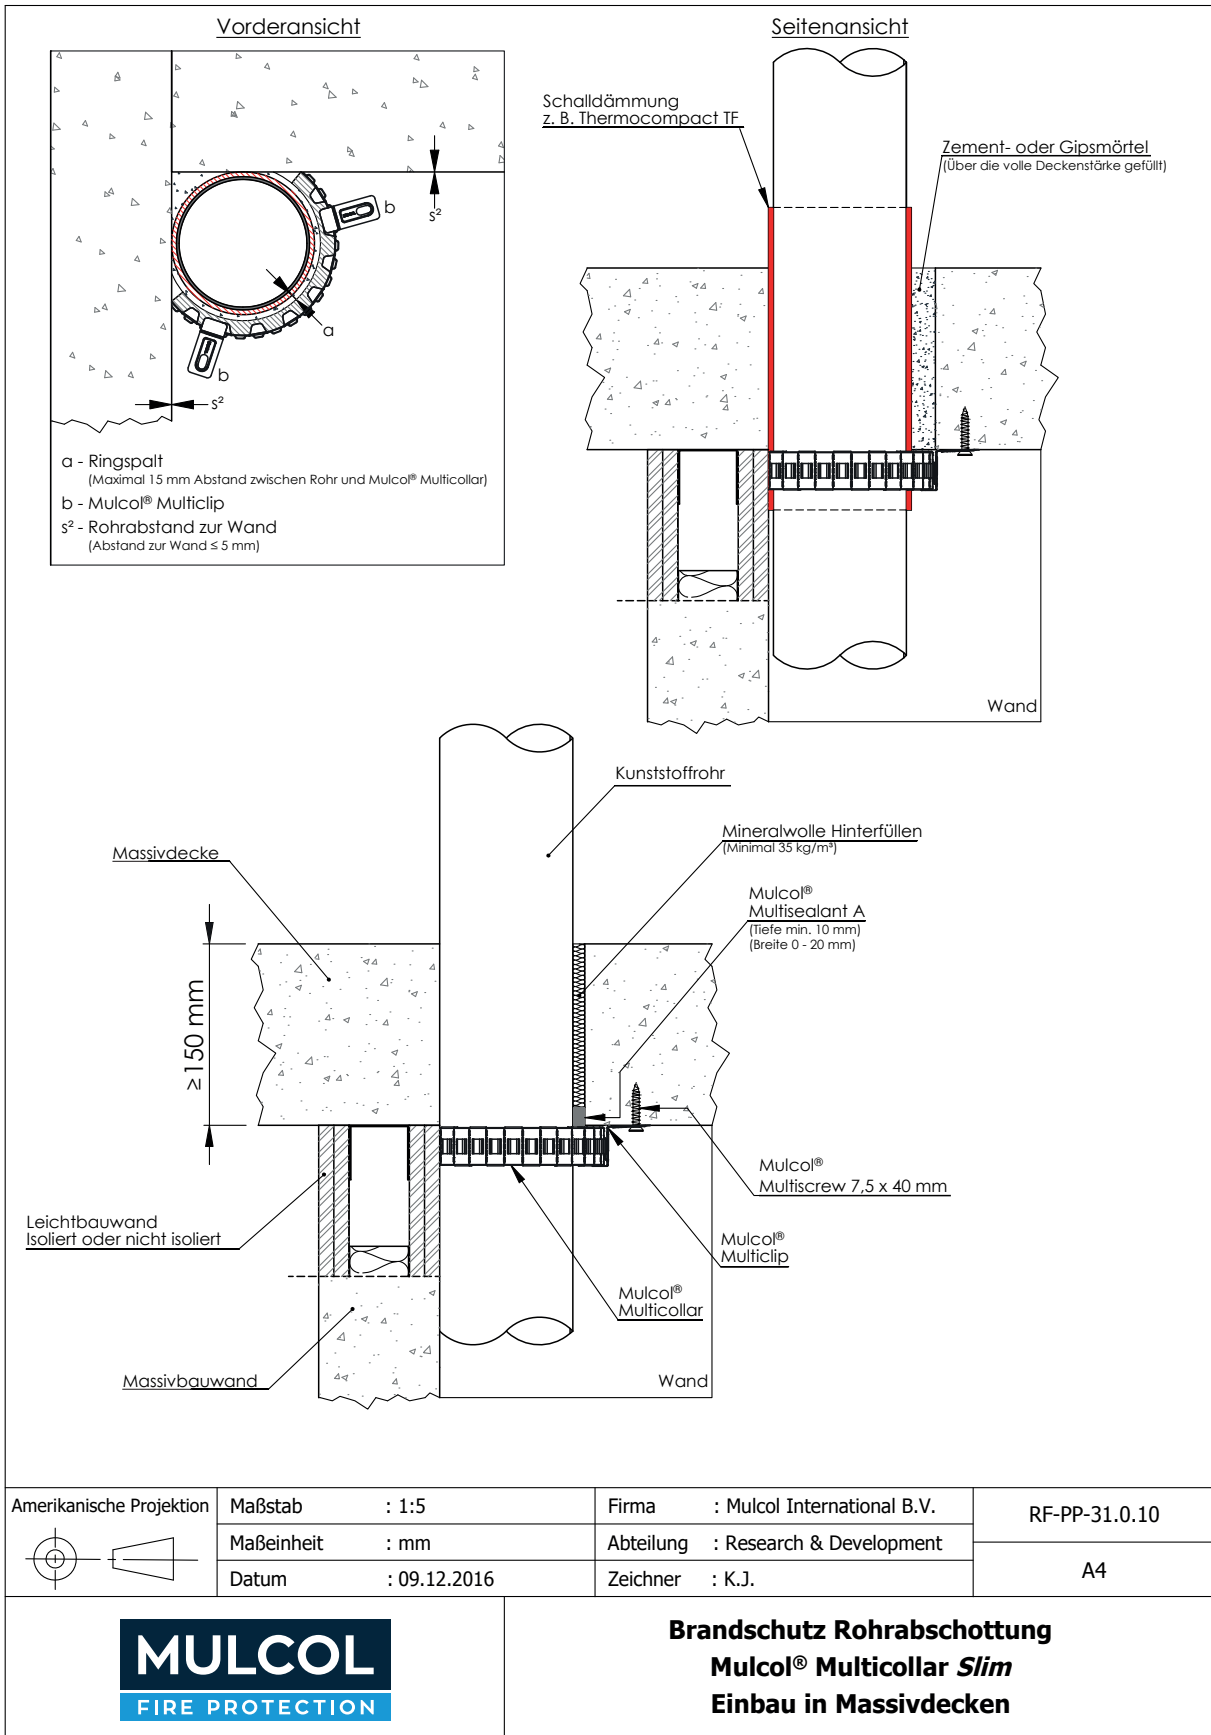 Vorderansicht
s²
b
a
b
s²
a - Ringspalt
(Maximal 15 mm Abstand zwischen Rohr und Mulcol® Multicollar)
b - Mulcol® Multiclip
s² - Rohrabstand zur Wand
(Abstand zur Wand ≤ 5 mm)
Seitenansicht
Schalldämmung
z. B. Thermocompact TF
Zement- oder Gipsmörtel
(Über die volle Deckenstärke gefüllt)
Wand
Kunststoffrohr
Mineralwolle Hinterfüllen
(Minimal 35 kg/m³)
Massivdecke
Mulcol®
Multisealant A
(Tiefe min. 10 mm)
(Breite 0 - 20 mm)
≥150 mm
Mulcol®
Multiscrew 7,5 x 40 mm
Leichtbauwand
Isoliert oder nicht isoliert
Mulcol®
Multiclip
Mulcol®
Multicollar
Massivbauwand
Wand
Amerikanische Projektion
Maßstab : 1:5
Maßeinheit : mm
Datum : 09.12.2016
Firma : Mulcol International B.V.
Abteilung : Research & Development
Zeichner : K.J.
RF-PP-31.0.10
A4
MULCOL
FIRE PROTECTION
Brandschutz Rohrabschottung
Mulcol® Multicollar Slim
Einbau in Massivdecken